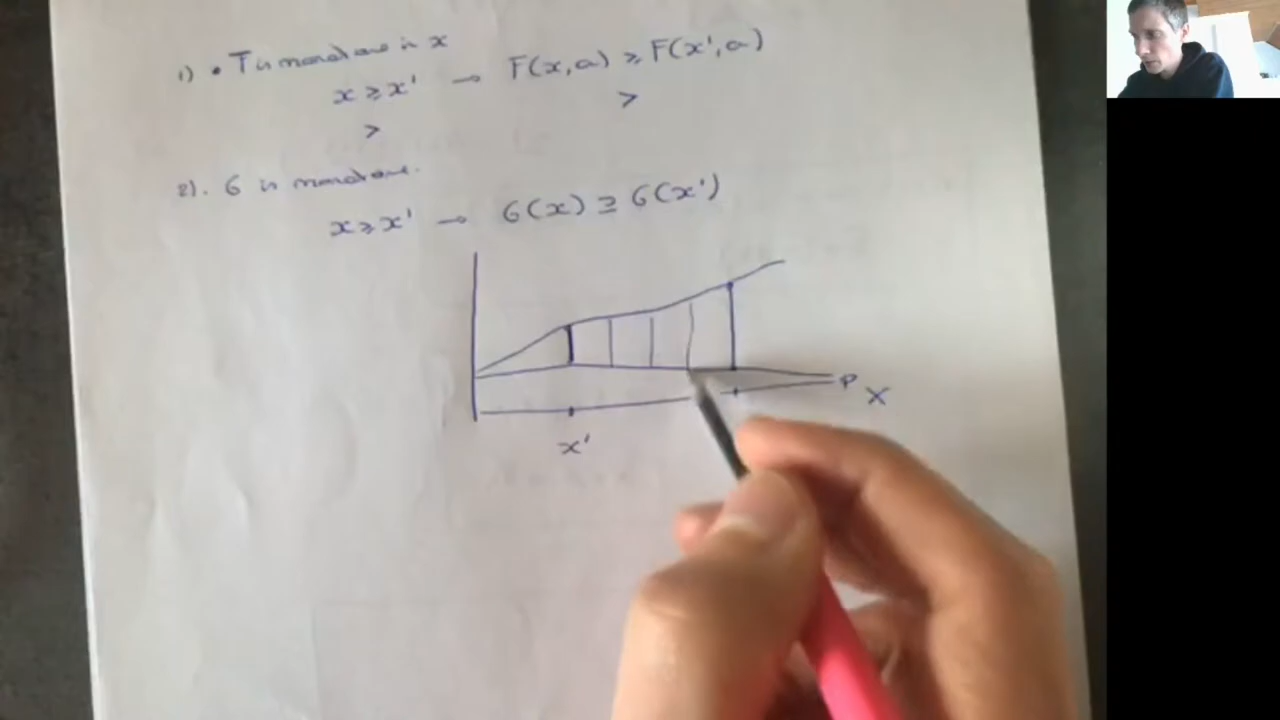 1) • F is monotone in x
x ⩾ x' → F(x,a) ⩾ F(x',a)
> >
2). G is monotone.
x ⩾ x' → G(x) ⊇ G(x')
x
x'